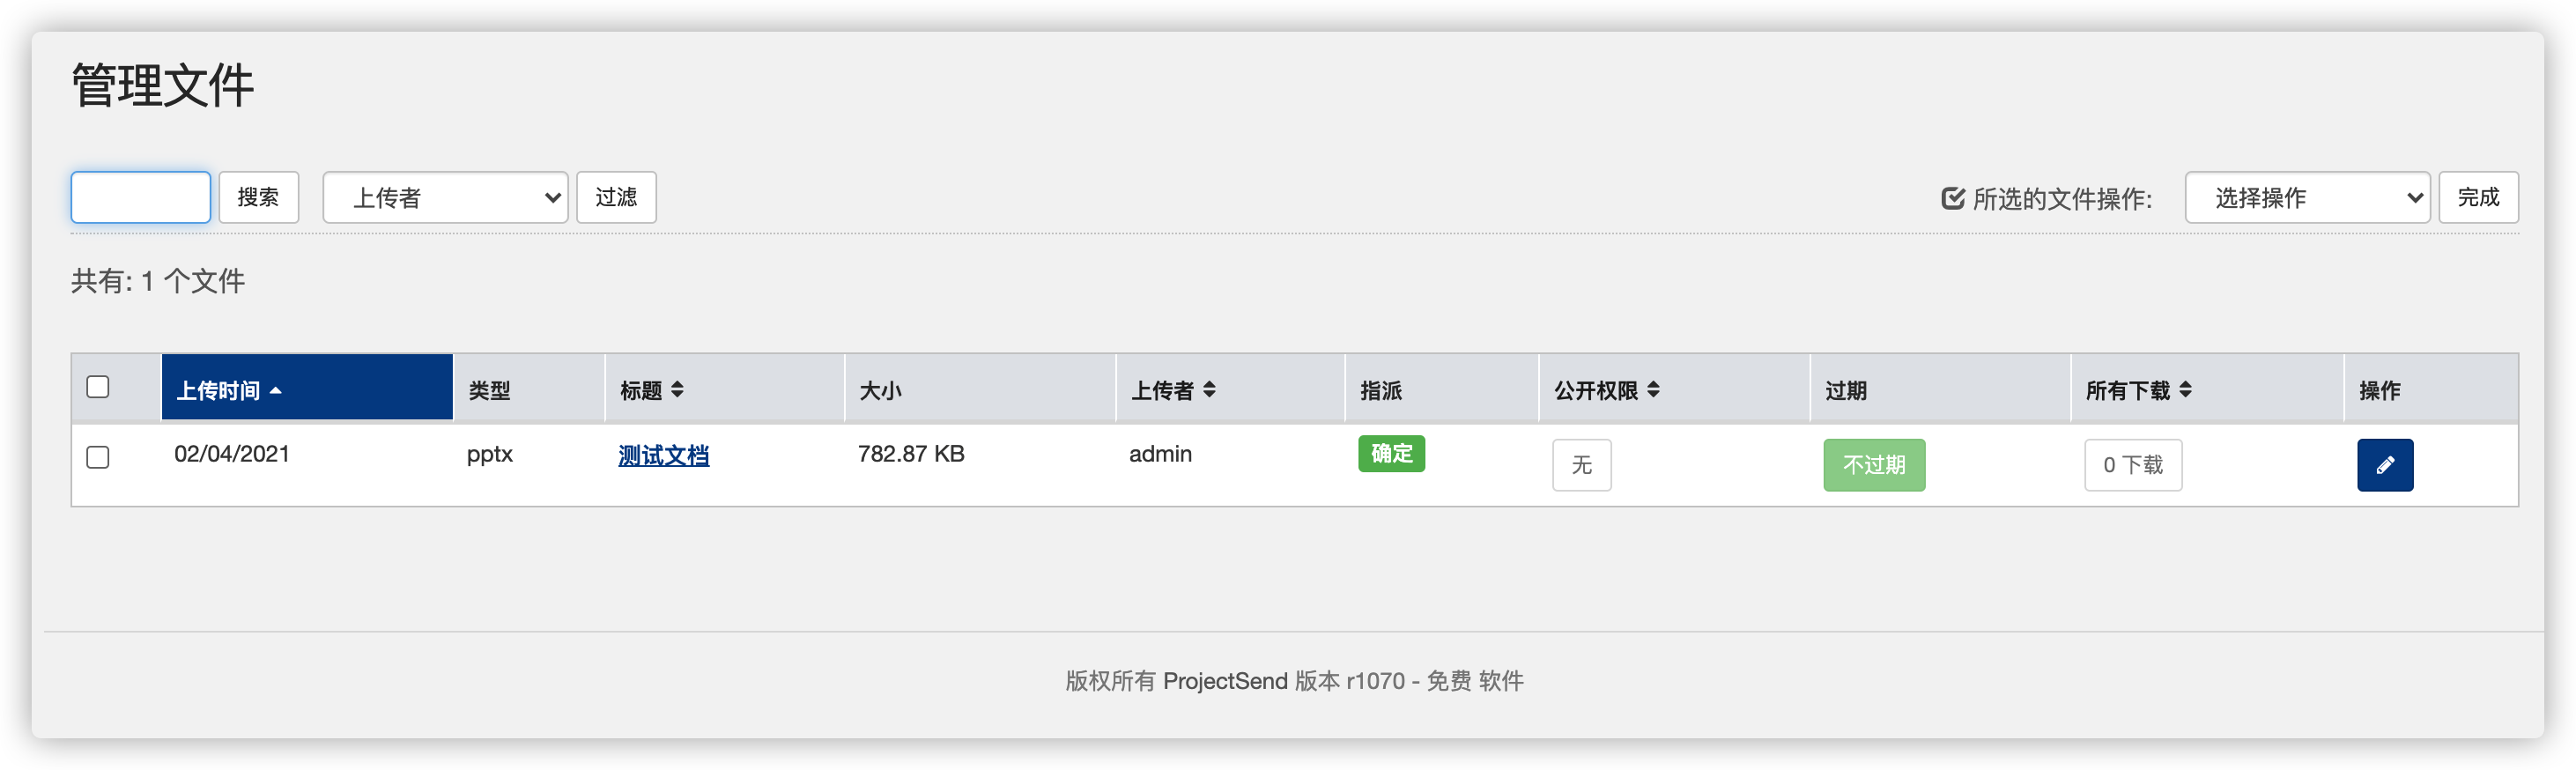 管理文件
搜索 上传者 过滤 所选的文件操作: 选择操作 完成
共有: 1 个文件
上传时间 类型 标题 大小 上传者 指派 公开权限 过期 所有下载 操作
02/04/2021 pptx 测试文档 782.87 KB admin 确定 无 不过期 0 下载
版权所有 ProjectSend 版本 r1070 - 免费 软件